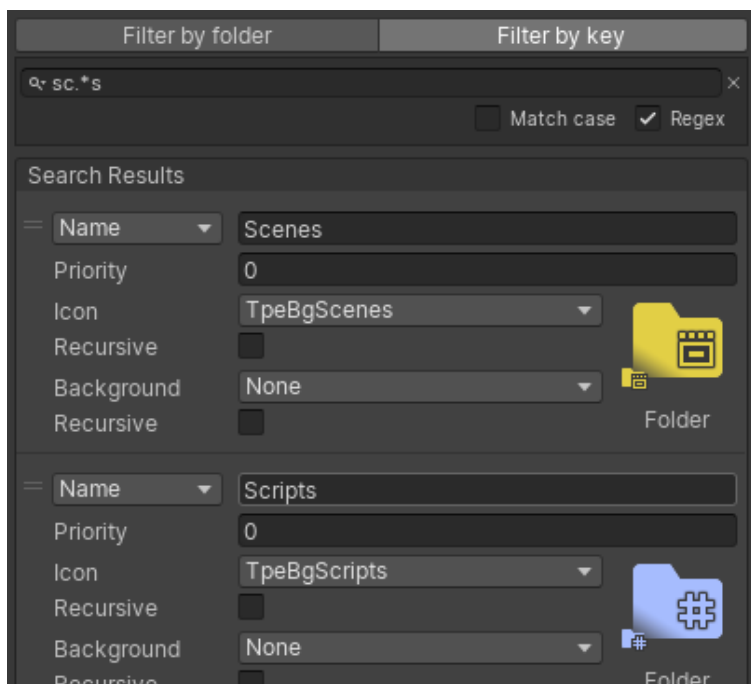 Filter by folder Filter by key
sc.*s
Match case Regex
Search Results
Name Scenes
Priority 0
Icon TpeBgScenes
Recursive
Background None
Recursive Folder
Name Scripts
Priority 0
Icon TpeBgScripts
Recursive
Background None
Recursive Folder